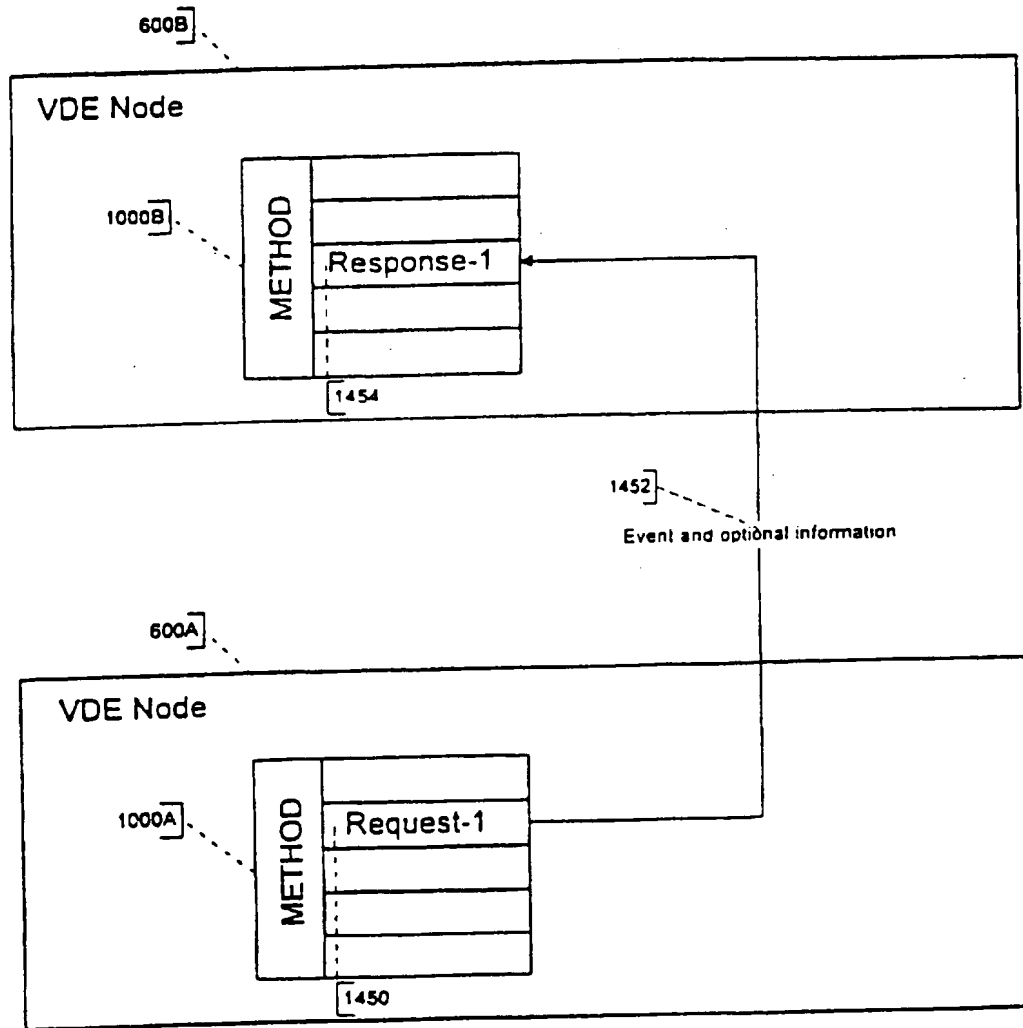 600B
VDE Node
1000B
METHOD
Response-1
1454
1452
Event and optional information
600A
VDE Node
1000A
METHOD
Request-1
1450